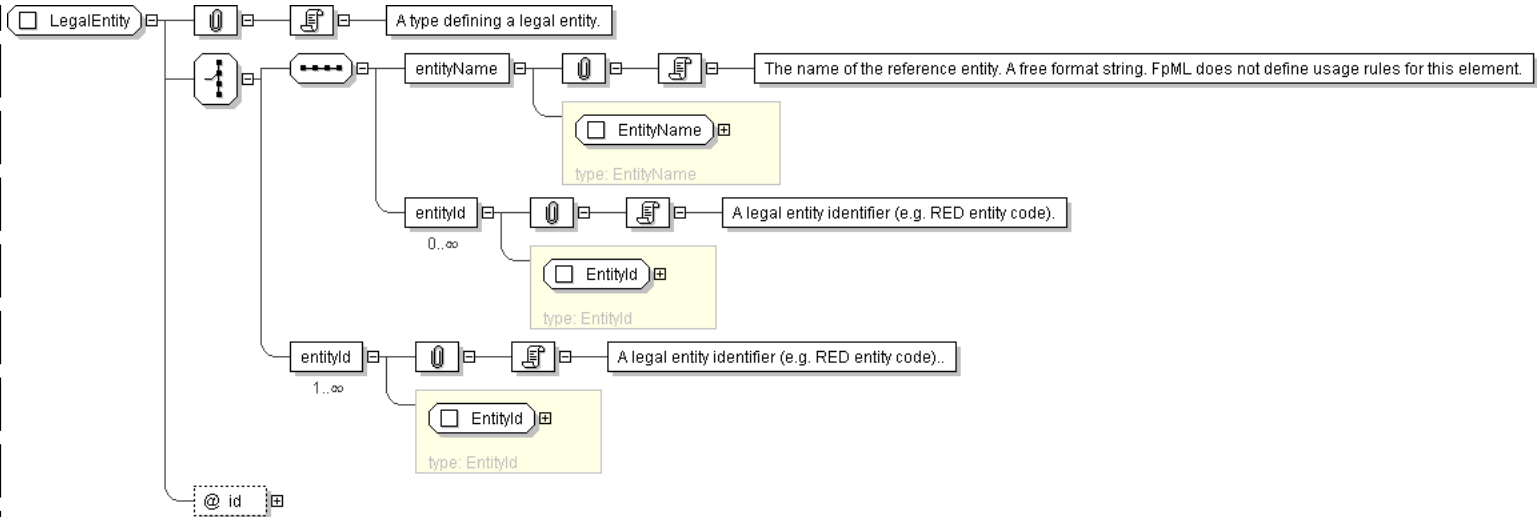 LegalEntity
A type defining a legal entity.
entityName
The name of the reference entity. A free format string. FpML does not define usage rules for this element.
EntityName
type: EntityName
entityId
A legal entity identifier (e.g. RED entity code).
0..∞
EntityId
type: EntityId
entityId
A legal entity identifier (e.g. RED entity code)..
1..∞
EntityId
type: EntityId
@ id